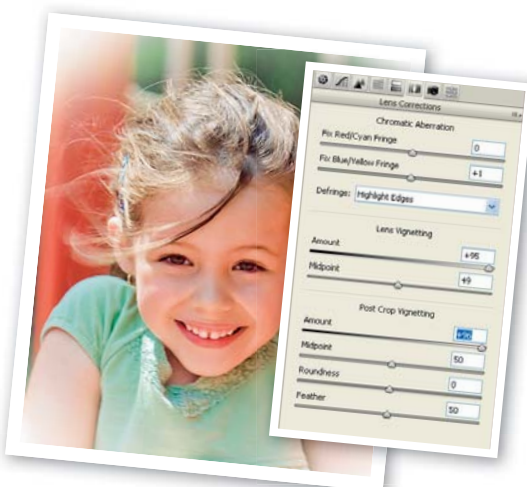 Lens Corrections
Chromatic Aberration
Fix Red/Cyan Fringe 0
Fix Blue/Yellow Fringe +1
Defringe: Highlight Edges
Lens Vignetting
Amount +95
Midpoint 49
Post Crop Vignetting
Amount
Midpoint 50
Roundness 0
Feather 50